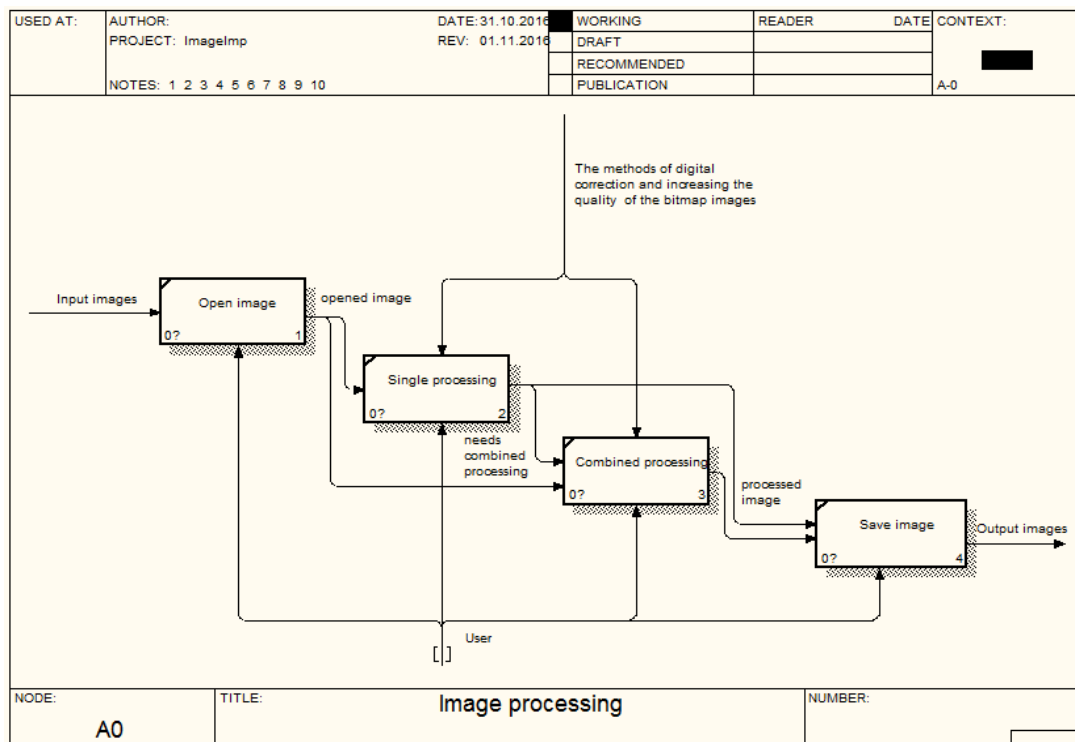 USED AT:
AUTHOR:
DATE: 31.10.2016
WORKING
READER
DATE
CONTEXT:
PROJECT: ImageImp
REV: 01.11.2016
DRAFT
RECOMMENDED
NOTES: 1 2 3 4 5 6 7 8 9 10
PUBLICATION
A-0
The methods of digital
correction and increasing the
quality of the bitmap images
Input images
Open image
0?
1
opened image
Single processing
0?
2
needs
combined
processing
Combined processing
0?
3
processed
image
Save image
0?
4
Output images
User
NODE:
A0
TITLE:
Image processing
NUMBER: